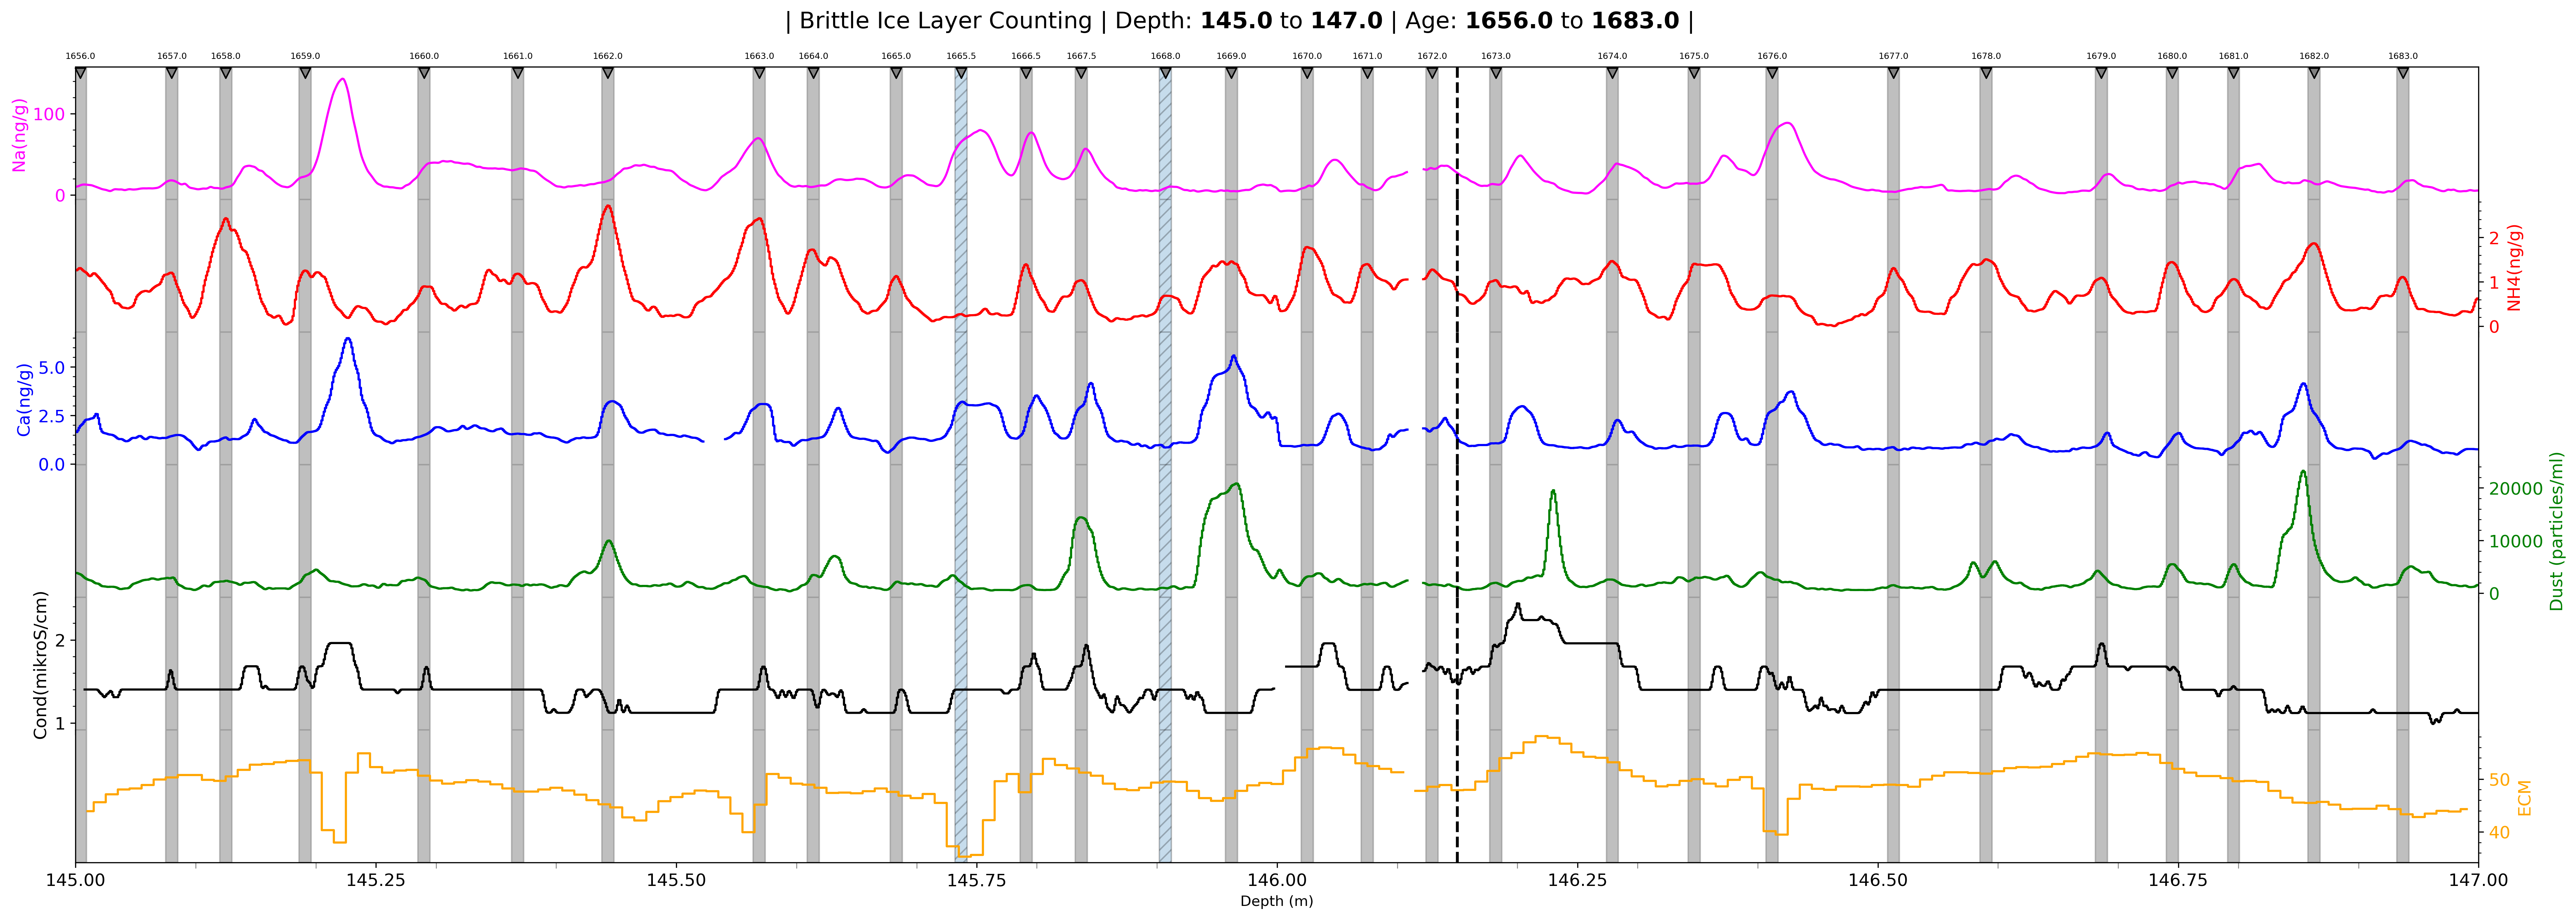 | Brittle Ice Layer Counting | Depth: 145.0 to 147.0 | Age: 1656.0 to 1683.0 |
1656.0 1657.0 1658.0 1659.0 1660.0 1661.0 1662.0 1663.0 1664.0 1665.0 1665.5 1666.5 1667.5 1668.0 1669.0 1670.0 1671.0 1672.0 1673.0 1674.0 1675.0 1676.0 1677.0 1678.0 1679.0 1680.0 1681.0 1682.0 1683.0
Na(ng/g)
100
0
2
1
0
NH4(ng/g)
Ca(ng/g)
5.0
2.5
0.0
20000
10000
0
Dust (particles/ml)
Cond(mikroS/cm)
2
1
50
40
ECM
145.00 145.25 145.50 145.75 146.00 146.25 146.50 146.75 147.00
Depth (m)